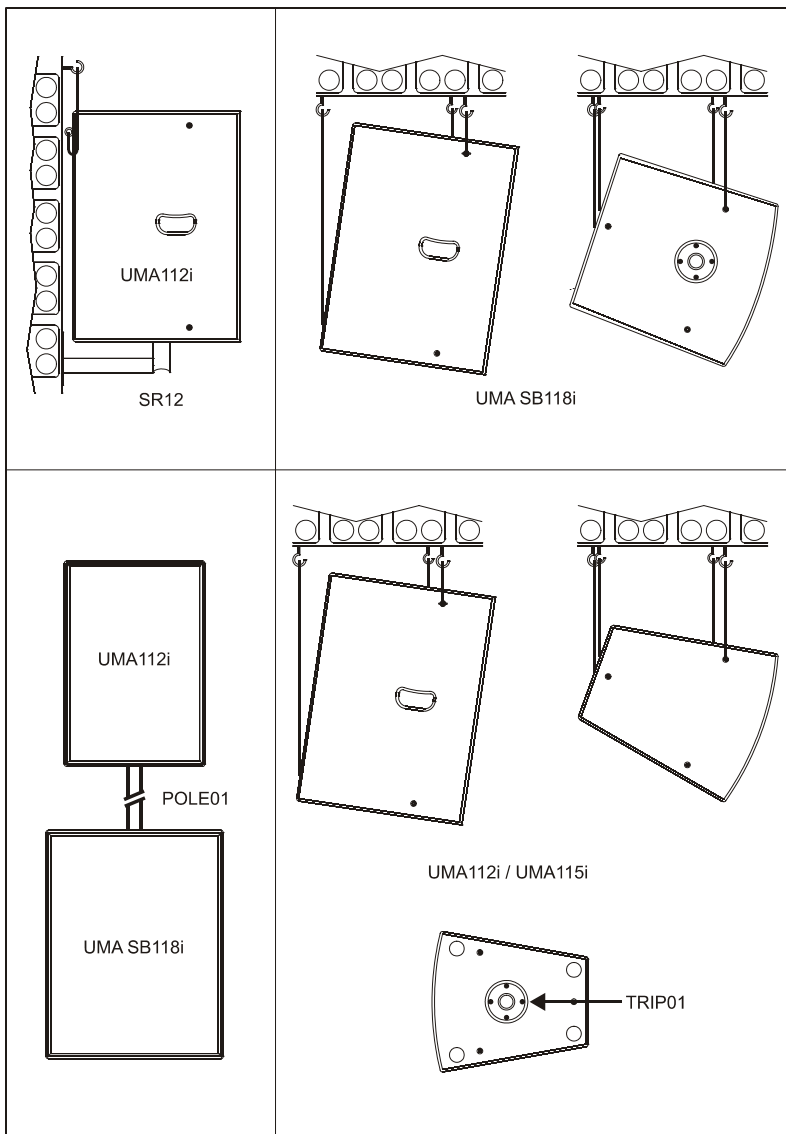 UMA112i
SR12
UMA SB118i
UMA112i
POLE01
UMA SB118i
UMA112i / UMA115i
TRIP01